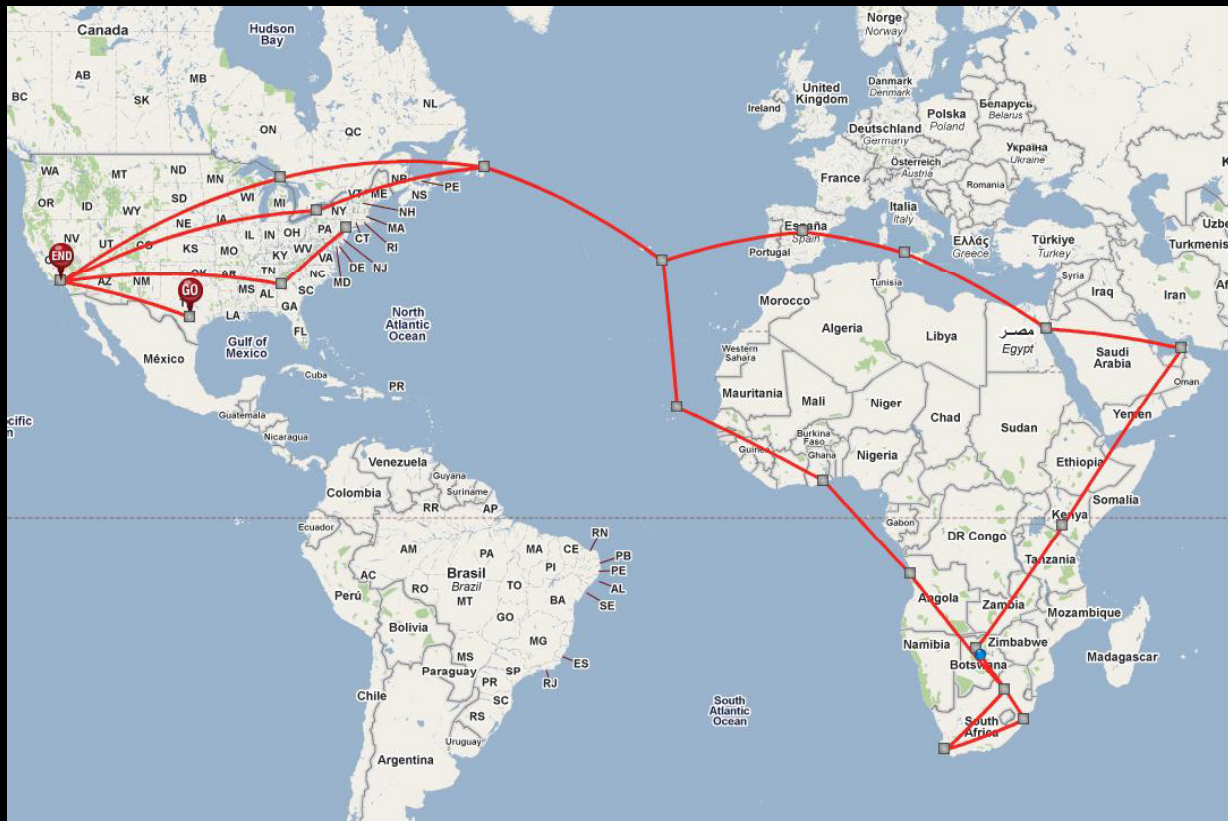 Canada
Hudson
Bay
Norge
Norway
AB
MB
BC
SK
NL
ON
QC
Danmark
Denmark
United
Kingdom
Ireland
Беларусь
Belarus
Polska
Poland
Deutschland
Germany
Україна
Ukraine
Österreich
Austria
France
Romania
Italia
Italy
España
Spain
Portugal
Ελλάς
Greece
Türkiye
Turkey
Uzbe
Turkmenis
WA
MT
ND
MN
OR
ID
SD
WI
MI
VT
ME
NB
PE
NS
WY
NH
NY
MA
NE
IA
IL
IN
OH
PA
CT
RI
NV
UT
CO
KS
MO
KY
WV
VA
DE
NJ
MD
END
AZ
NM
OK
AR
TN
NC
SC
MS
AL
GA
GO
LA
FL
North
Atlantic
Ocean
Gulf of
Mexico
México
Cuba
PR
Guatemala
Nicaragua
cific
n
Tunisia
Syria
Iraq
Iran
Af
Morocco
Algeria
Libya
مصر
Egypt
Western
Sahara
Saudi
Arabia
Oman
Mauritania
Mali
Niger
Chad
Sudan
Yemen
Burkina
Faso
Guinea
Ghana
Nigeria
Ethiopia
Somalia
Kenya
Gabon
DR Congo
Tanzania
Angola
Zambia
Mozambique
Namibia
Zimbabwe
Botswana
Madagascar
South
Africa
Venezuela
Guyana
Suriname
Colombia
RR
AP
Ecuador
RN
AM
PA
MA
CE
PB
PE
PI
AL
AC
RO
Brasil
Brazil
TO
SE
Perú
MT
BA
GO
Bolivia
MG
MS
ES
SP
Paraguay
RJ
PR
SC
Chile
RS
Uruguay
Argentina
South
Atlantic
Ocean